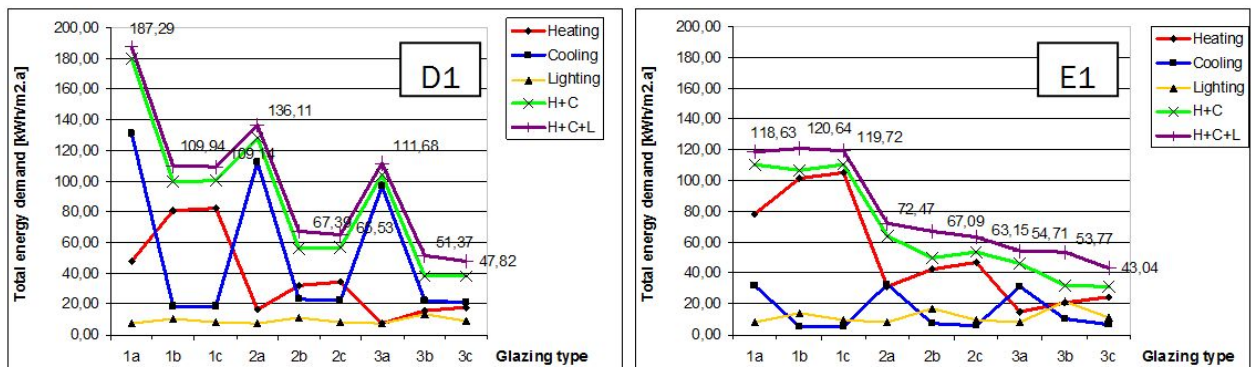 Total energy demand [kWh/m2.a]
200,00
180,00
160,00
140,00
120,00
100,00
80,00
60,00
40,00
20,00
0,00
187,29
109,94
109,14
136,11
67,39
65,53
111,68
51,37
47,82
D1
Heating
Cooling
Lighting
H+C
H+C+L
1a 1b 1c 2a 2b 2c 3a 3b 3c Glazing type
Total energy demand [kWh/m2.a]
200,00
180,00
160,00
140,00
120,00
100,00
80,00
60,00
40,00
20,00
0,00
118,63
120,64
119,72
72,47
67,09
63,15
54,71
53,77
43,04
E1
Heating
Cooling
Lighting
H+C
H+C+L
1a 1b 1c 2a 2b 2c 3a 3b 3c Glazing type